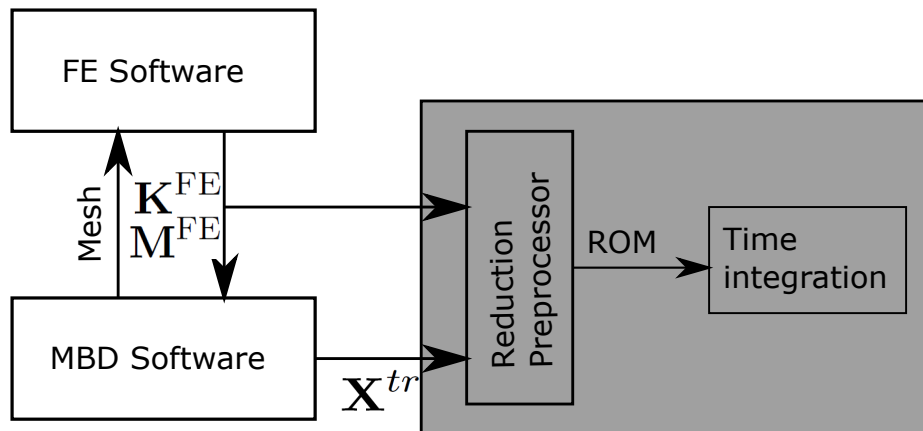 FE Software
Mesh
K^FE
M^FE
MBD Software
X^tr
Reduction
Preprocessor
ROM
Time
integration